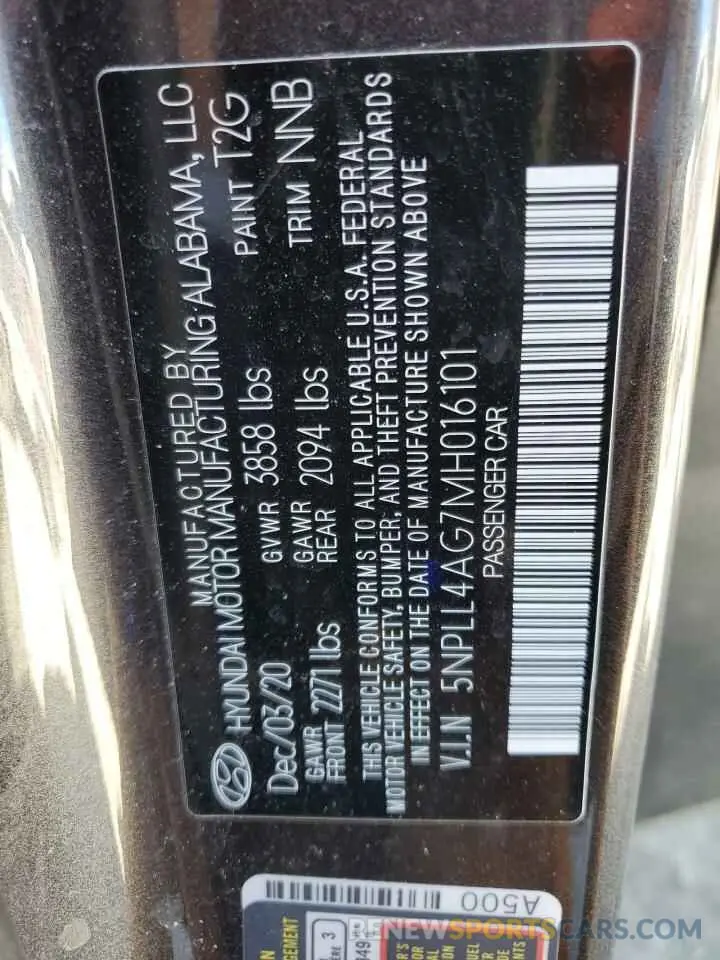 MANUFACTURED BY
HYUNDAI MOTOR MANUFACTURING ALABAMA, LLC
Dec/03/20 GVWR 3858 lbs PAINT T2G
GAWR FRONT 2271 lbs GAWR REAR 2094 lbs TRIM NNB
THIS VEHICLE CONFORMS TO ALL APPLICABLE U.S.A. FEDERAL
MOTOR VEHICLE SAFETY, BUMPER, AND THEFT PREVENTION STANDARDS
IN EFFECT ON THE DATE OF MANUFACTURE SHOWN ABOVE
V.I.N 5NPLL4AG7MH016101
PASSENGER CAR
A500
3
RENEWSPORTSCARS.COM